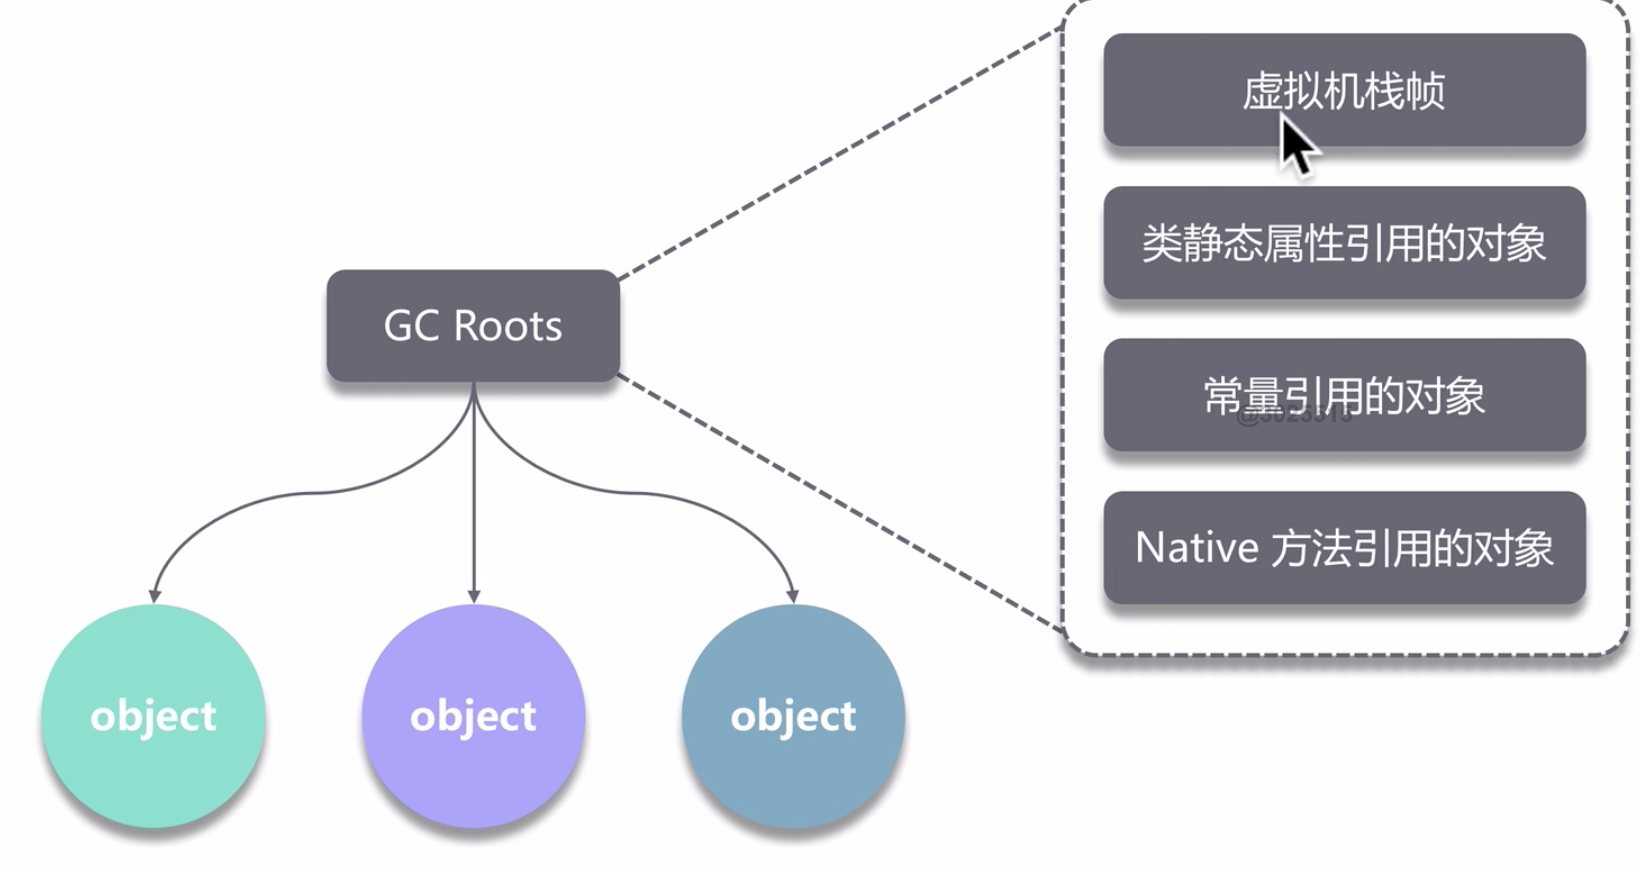 虚拟机栈帧
类静态属性引用的对象
GC Roots
常量引用的对象
Native 方法引用的对象
object
object
object